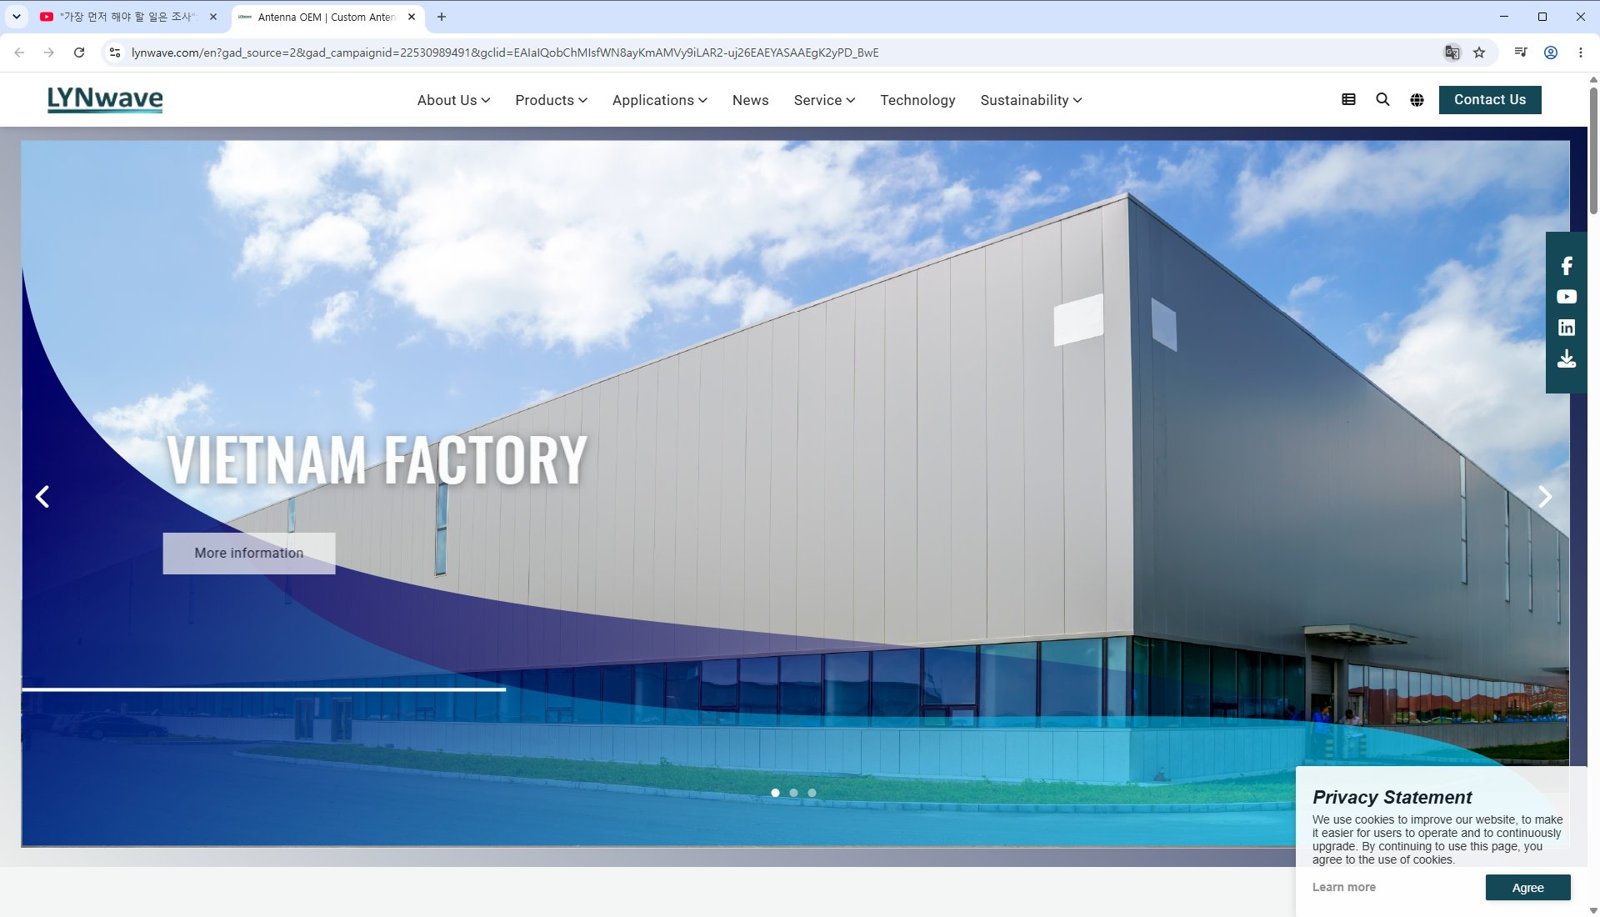 "가장 먼저 해야 할 일은 조사"
Antenna OEM | Custom Anten
lynwave.com/en?gad_source=2&gad_campaignid=22530989491&gclid=EAIaIQobChMIsfWN8ayKmAMVy9iLAR2-uj26EAEYASAAEgK2yPD_BwE
LYNwave
About Us
Products
Applications
News
Service
Technology
Sustainability
Contact Us
VIETNAM FACTORY
More information
Privacy Statement
We use cookies to improve our website, to make
it easier for users to operate and to continuously
upgrade. By continuing to use this page, you
agree to the use of cookies.
Learn more
Agree